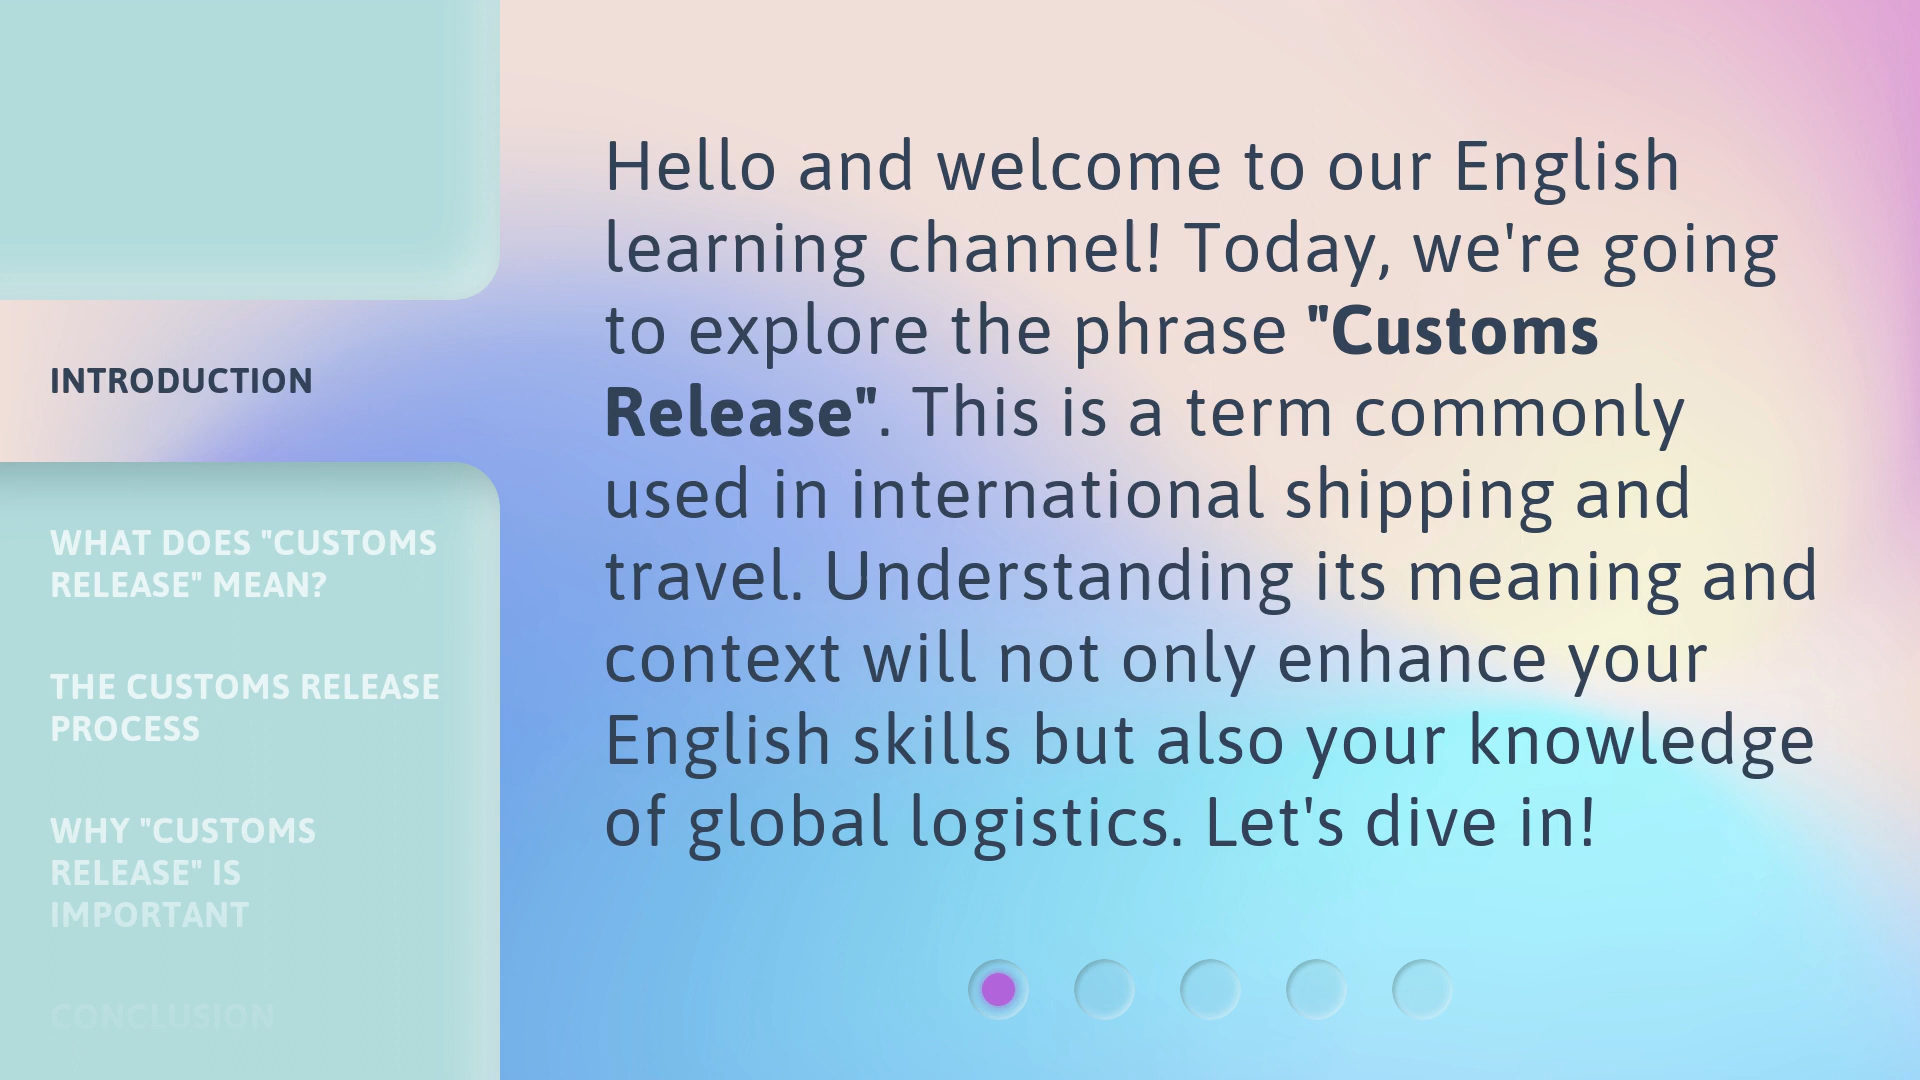 INTRODUCTION
WHAT DOES "CUSTOMS
RELEASE" MEAN?
THE CUSTOMS RELEASE
PROCESS
WHY "CUSTOMS
RELEASE" IS
IMPORTANT
CONCLUSION
Hello and welcome to our English
learning channel! Today, we're going
to explore the phrase "Customs
Release". This is a term commonly
used in international shipping and
travel. Understanding its meaning and
context will not only enhance your
English skills but also your knowledge
of global logistics. Let's dive in!